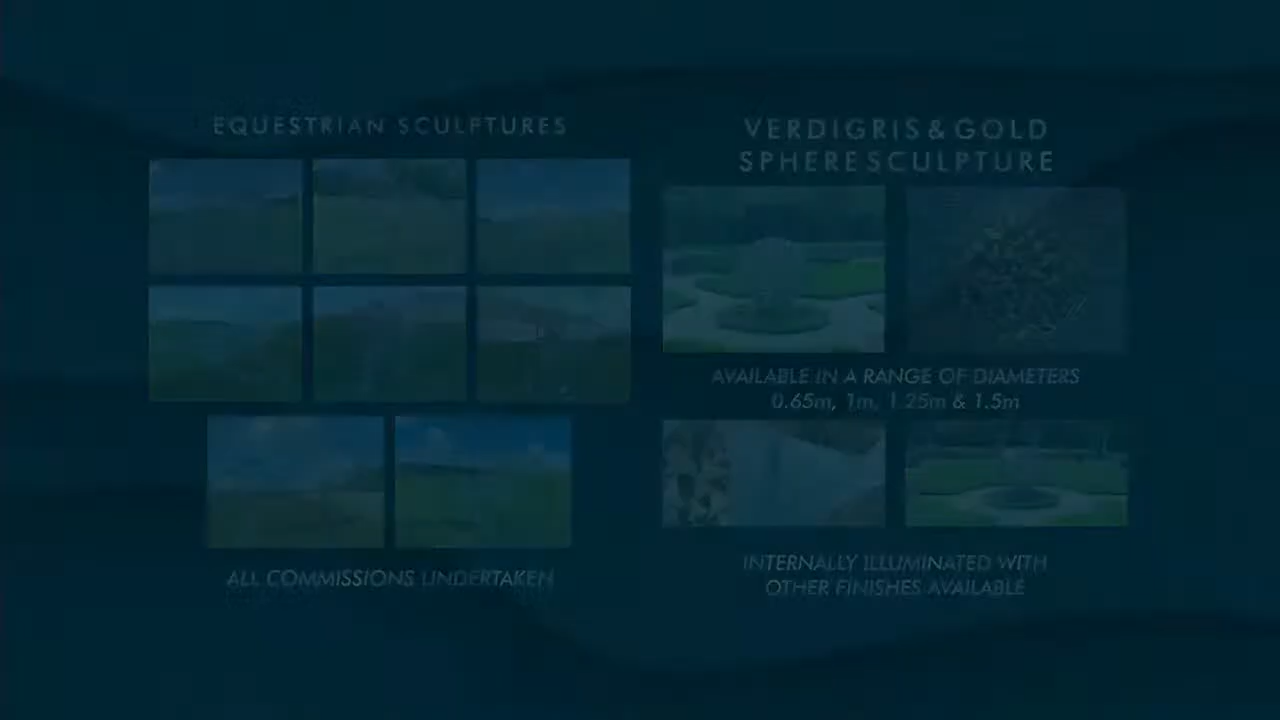 EQUESTRIAN SCULPTURES
ALL COMMISSIONS UNDERTAKEN
VERDIGRIS & GOLD
SPHERE SCULPTURE
AVAILABLE IN A RANGE OF DIAMETERS
0.65m, 1m, 1.25m & 1.5m
INTERNALLY ILLUMINATED WITH
OTHER FINISHES AVAILABLE